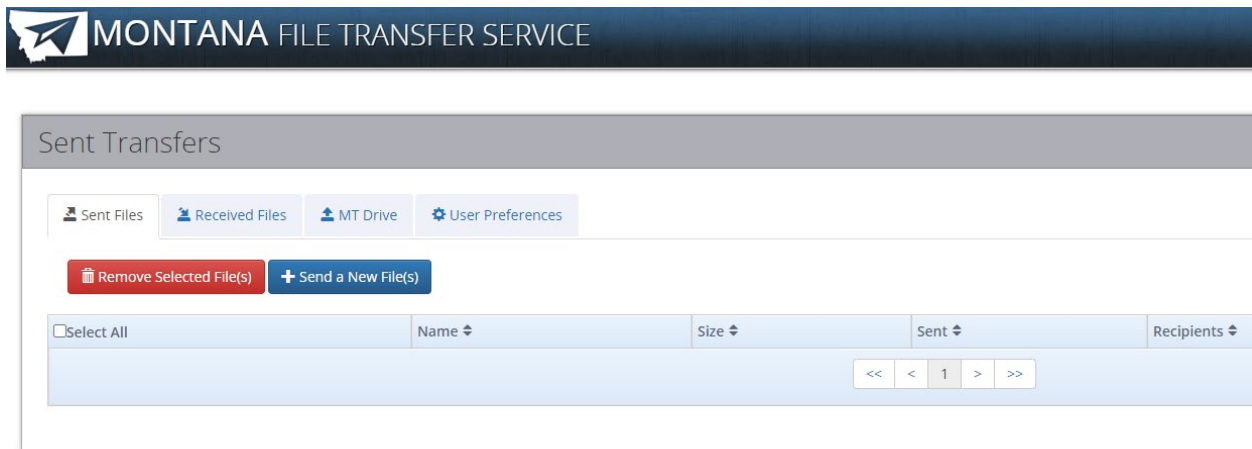 MONTANA FILE TRANSFER SERVICE
Sent Transfers
Sent Files Received Files MT Drive User Preferences
Remove Selected File(s) + Send a New File(s)
Select All Name Size Sent Recipients
<< < 1 > >>